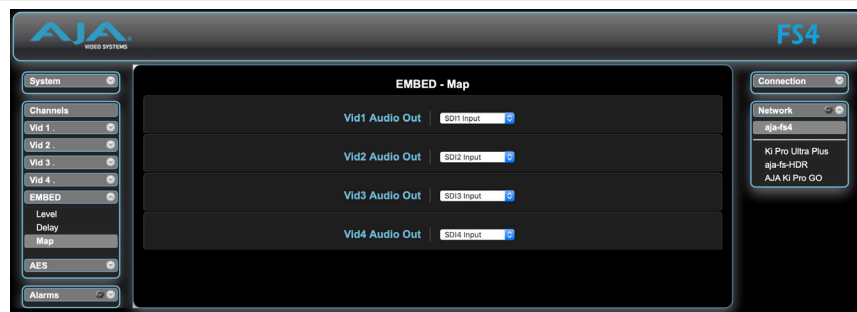 AJA
VIDEO SYSTEMS
FS4
System
Channels
Vid 1 .
Vid 2 .
Vid 3 .
Vid 4 .
EMBED
Level
Delay
Map
AES
Alarms
EMBED - Map
Vid1 Audio Out SDI1 Input
Vid2 Audio Out SDI2 Input
Vid3 Audio Out SDI3 Input
Vid4 Audio Out SDI4 Input
Connection
Network
aja-fs4
Ki Pro Ultra Plus
aja-fs-HDR
AJA Ki Pro GO